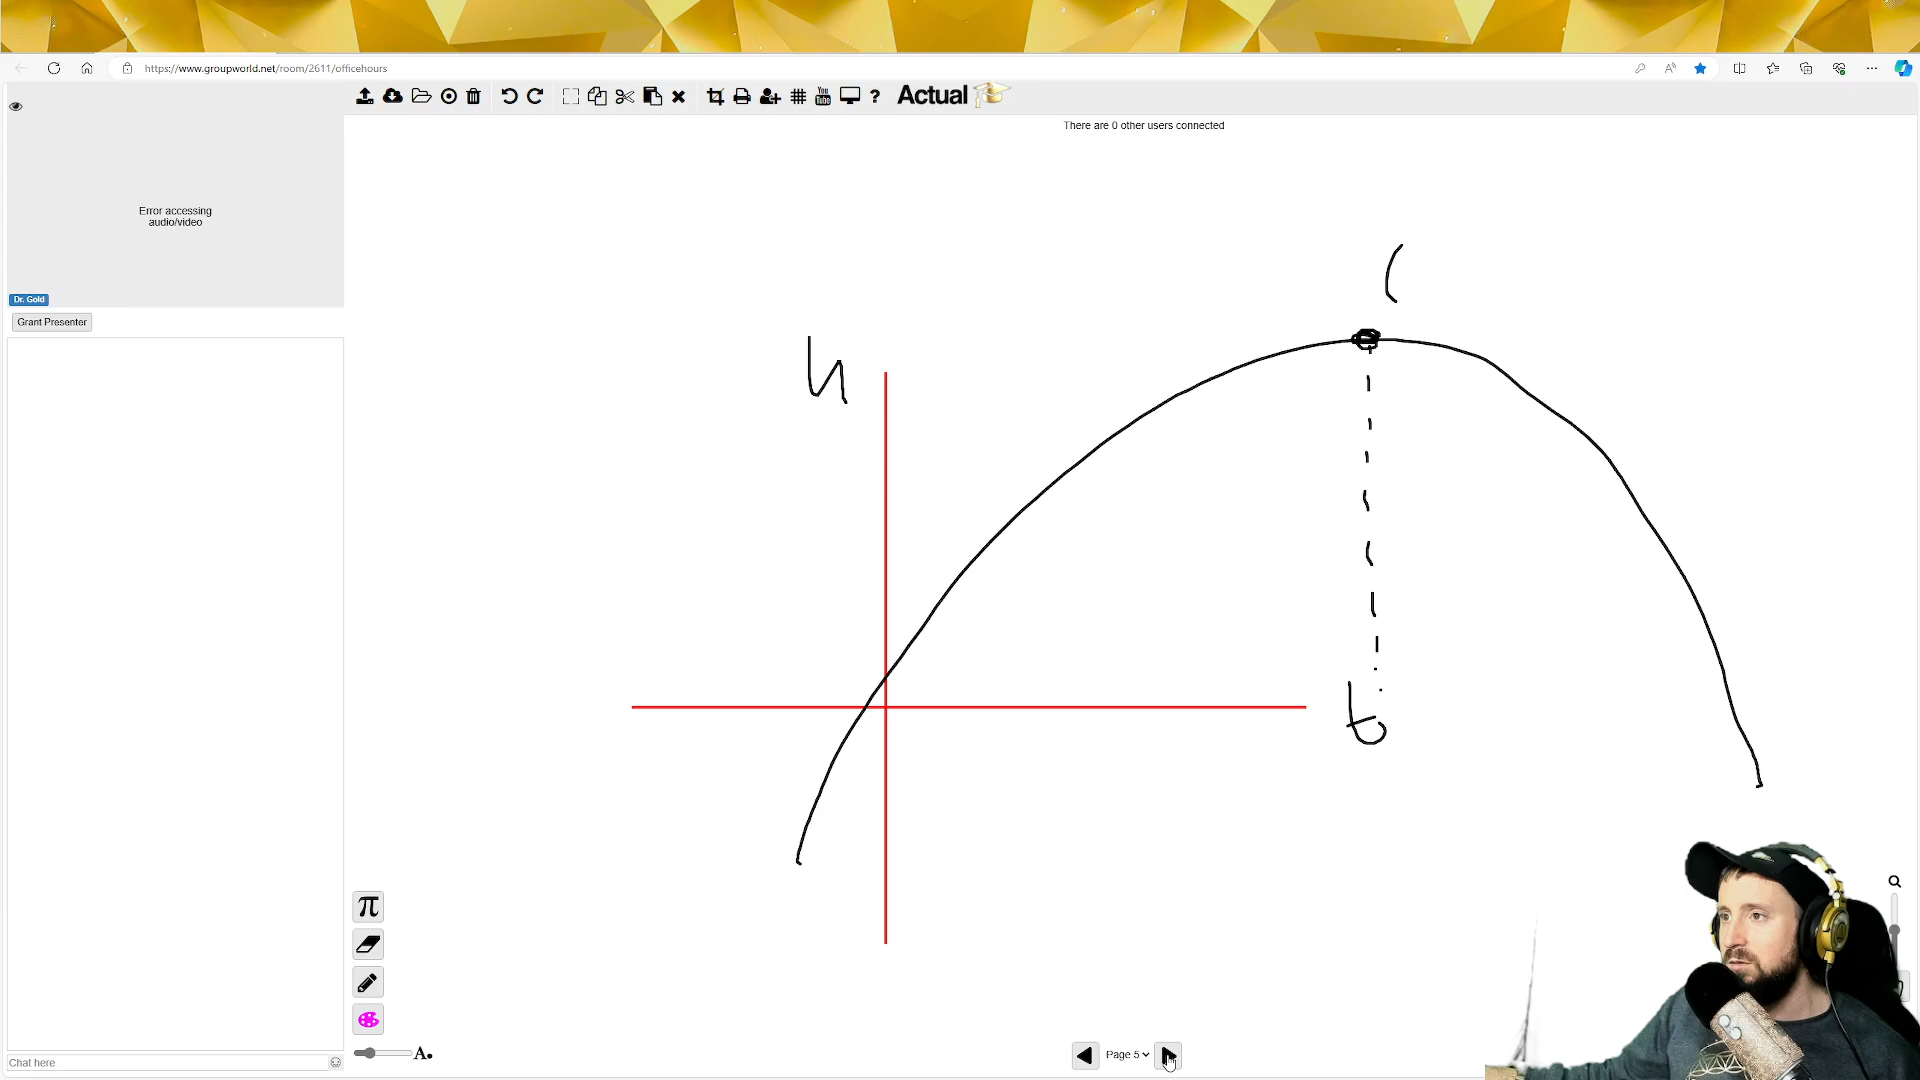 https://www.groupworld.net/room/2611/officehours
Actual
There are 0 other users connected
Error accessing
audio/video
Dr. Gold
Grant Presenter
(
h
t
π
A.
Page 5
Chat here